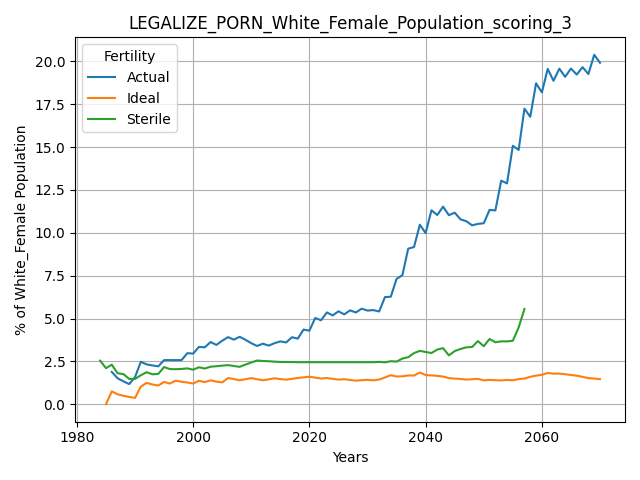 LEGALIZE_PORN_White_Female_Population_scoring_3
Fertility
Actual
Ideal
Sterile
% of White_Female Population
20.0
17.5
15.0
12.5
10.0
7.5
5.0
2.5
0.0
1980 2000 2020 2040 2060
Years